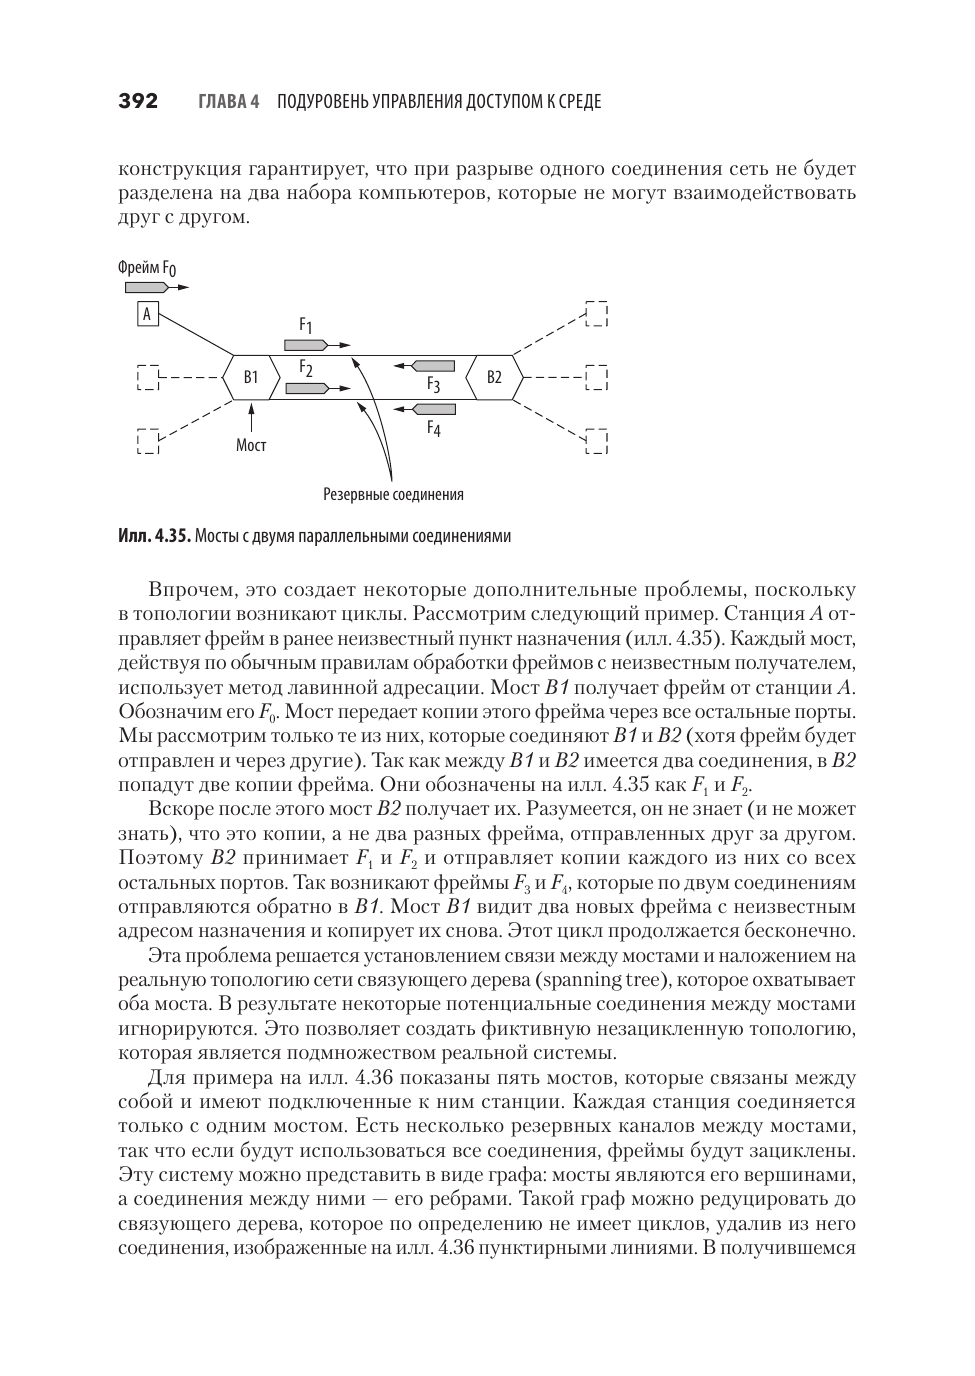 392 ГЛАВА 4 ПОДУРОВЕНЬ УПРАВЛЕНИЯ ДОСТУПОМ К СРЕДЕ
конструкция гарантирует, что при разрыве одного соединения сеть не будет
разделена на два набора компьютеров, которые не могут взаимодействовать
друг с другом.
Фрейм F0
A
F1
F2
B1
F3
B2
F4
Мост
Резервные соединения
Илл. 4.35. Мосты с двумя параллельными соединениями
Впрочем, это создает некоторые дополнительные проблемы, поскольку
в топологии возникают циклы. Рассмотрим следующий пример. Станция A от-
правляет фрейм в ранее неизвестный пункт назначения (илл. 4.35). Каждый мост,
действуя по обычным правилам обработки фреймов с неизвестным получателем,
использует метод лавинной адресации. Мост B1 получает фрейм от станции A.
Обозначим его F0. Мост передает копии этого фрейма через все остальные порты.
Мы рассмотрим только те из них, которые соединяют B1 и B2 (хотя фрейм будет
отправлен и через другие). Так как между B1 и B2 имеется два соединения, в B2
попадут две копии фрейма. Они обозначены на илл. 4.35 как F1 и F2.
Вскоре после этого мост B2 получает их. Разумеется, он не знает (и не может
знать), что это копии, а не два разных фрейма, отправленных друг за другом.
Поэтому B2 принимает F1 и F2 и отправляет копии каждого из них со всех
остальных портов. Так возникают фреймы F3 и F4, которые по двум соединениям
отправляются обратно в B1. Мост B1 видит два новых фрейма с неизвестным
адресом назначения и копирует их снова. Этот цикл продолжается бесконечно.
Эта проблема решается установлением связи между мостами и наложением на
реальную топологию сети связующего дерева (spanning tree), которое охватывает
оба моста. В результате некоторые потенциальные соединения между мостами
игнорируются. Это позволяет создать фиктивную незацикленную топологию,
которая является подмножеством реальной системы.
Для примера на илл. 4.36 показаны пять мостов, которые связаны между
собой и имеют подключенные к ним станции. Каждая станция соединяется
только с одним мостом. Есть несколько резервных каналов между мостами,
так что если будут использоваться все соединения, фреймы будут зациклены.
Эту систему можно представить в виде графа: мосты являются его вершинами,
а соединения между ними — его ребрами. Такой граф можно редуцировать до
связующего дерева, которое по определению не имеет циклов, удалив из него
соединения, изображенные на илл. 4.36 пунктирными линиями. В получившемся